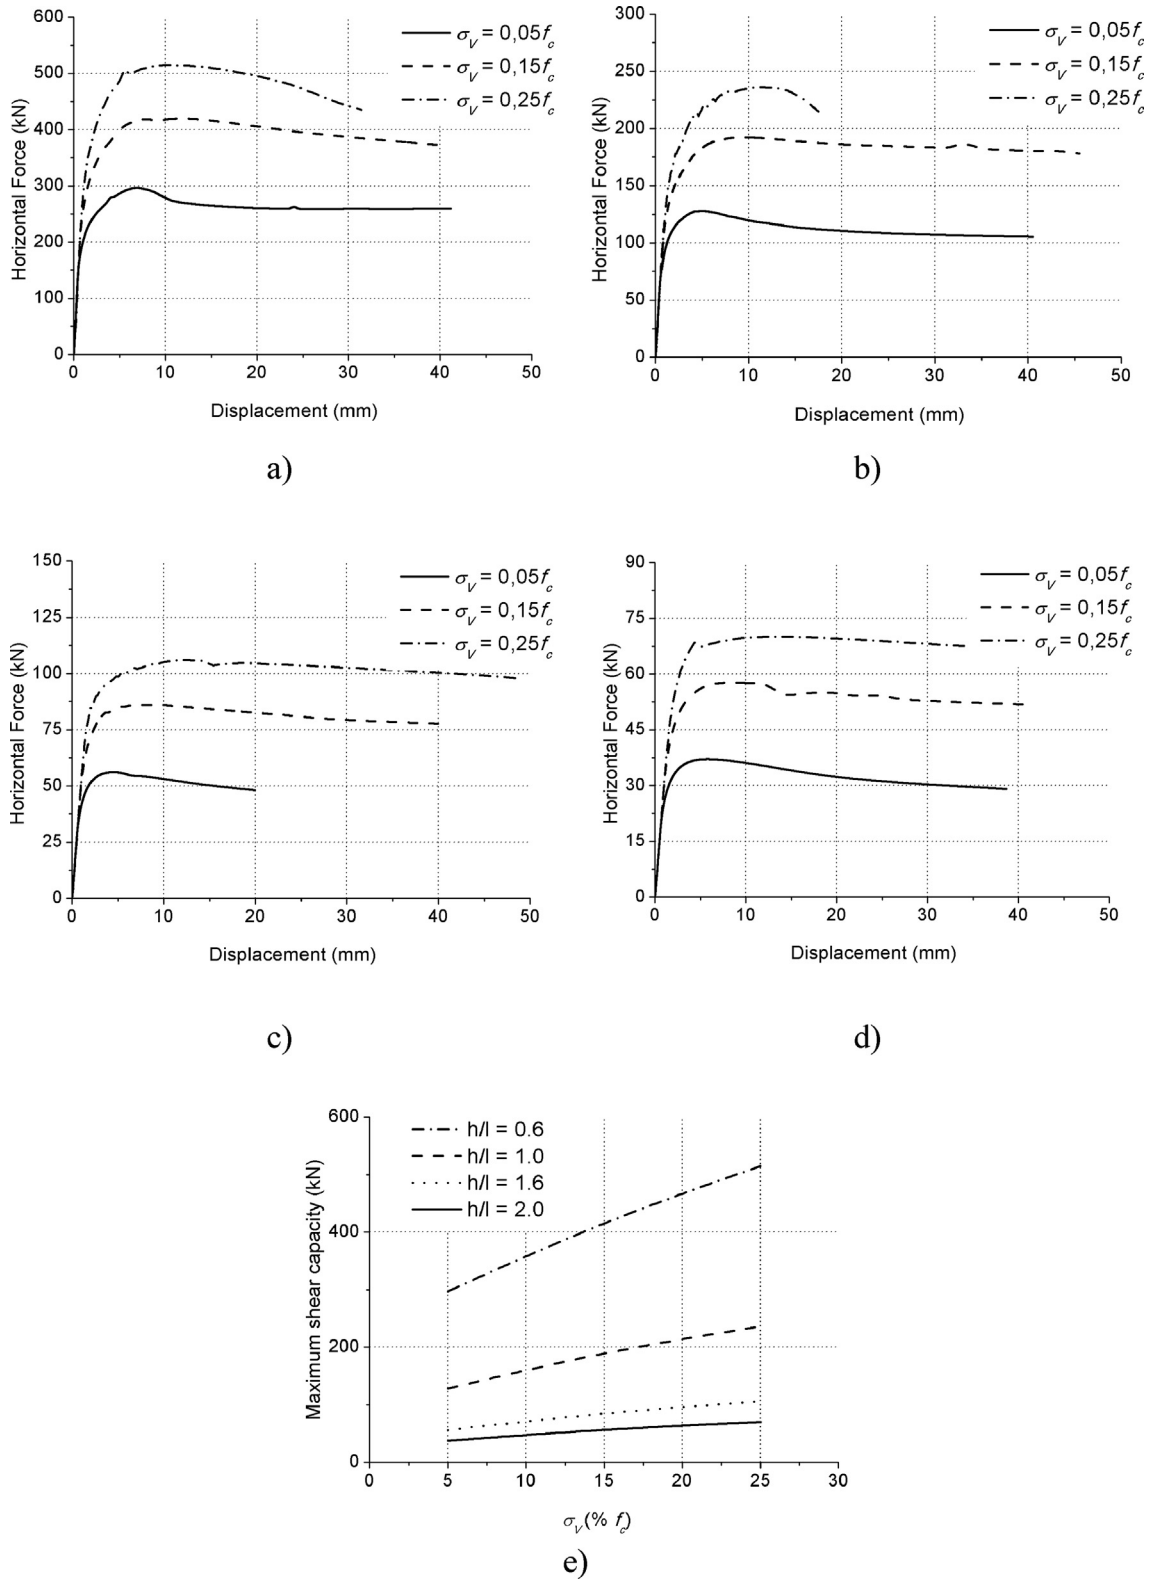 600
500
400
300
200
100
0
Horizontal Force (kN)
σV = 0,05fc
σV = 0,15fc
σV = 0,25fc
0 10 20 30 40 50
Displacement (mm)
a)
300
250
200
150
100
50
0
Horizontal Force (kN)
σV = 0,05fc
σV = 0,15fc
σV = 0,25fc
0 10 20 30 40 50
Displacement (mm)
b)
150
125
100
75
50
25
0
Horizontal Force (kN)
σV = 0,05fc
σV = 0,15fc
σV = 0,25fc
0 10 20 30 40 50
Displacement (mm)
c)
90
75
60
45
30
15
0
Horizontal Force (kN)
σV = 0,05fc
σV = 0,15fc
σV = 0,25fc
0 10 20 30 40 50
Displacement (mm)
d)
600
400
200
0
Maximum shear capacity (kN)
h/l = 0.6
h/l = 1.0
h/l = 1.6
h/l = 2.0
0 5 10 15 20 25 30
σV (% fc)
e)